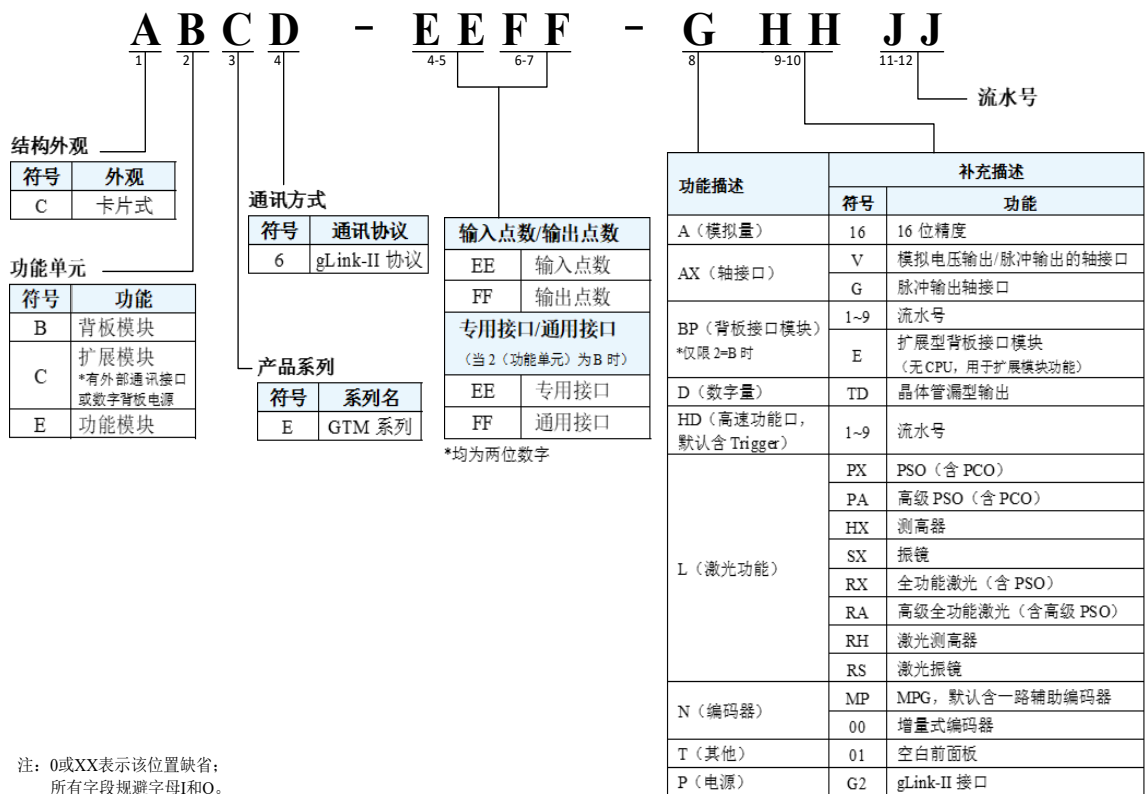 A B C D - E E F F - G H H J J
1 2 3 4 4-5 6-7 8 9-10 11-12
流水号
结构外观
符号 外观
C 卡片式
功能单元
符号 功能
B 背板模块
C 扩展模块
*有外部通讯接口
或数字背板电源
E 功能模块
通讯方式
符号 通讯协议
6 gLink-II 协议
产品系列
符号 系列名
E GTM 系列
输入点数/输出点数
EE 输入点数
FF 输出点数
专用接口/通用接口
（当 2（功能单元）为 B 时）
EE 专用接口
FF 通用接口
*均为两位数字
功能描述 补充描述
符号 功能
A（模拟量） 16 16 位精度
AX（轴接口） V 模拟电压输出/脉冲输出的轴接口
G 脉冲输出轴接口
BP（背板接口模块）
*仅限 2=B 时
1~9 流水号
E 扩展型背板接口模块
（无 CPU，用于扩展模块功能）
D（数字量） TD 晶体管漏型输出
HD（高速功能口，
默认含 Trigger）
1~9 流水号
L（激光功能） PX PSO（含 PCO）
PA 高级 PSO（含 PCO）
HX 测高器
SX 振镜
RX 全功能激光（含 PSO）
RA 高级全功能激光（含高级 PSO）
RH 激光测高器
RS 激光振镜
N（编码器） MP MPG，默认含一路辅助编码器
00 增量式编码器
T（其他） 01 空白前面板
P（电源） G2 gLink-II 接口
注：0或XX表示该位置缺省；
所有字段规避字母I和O。